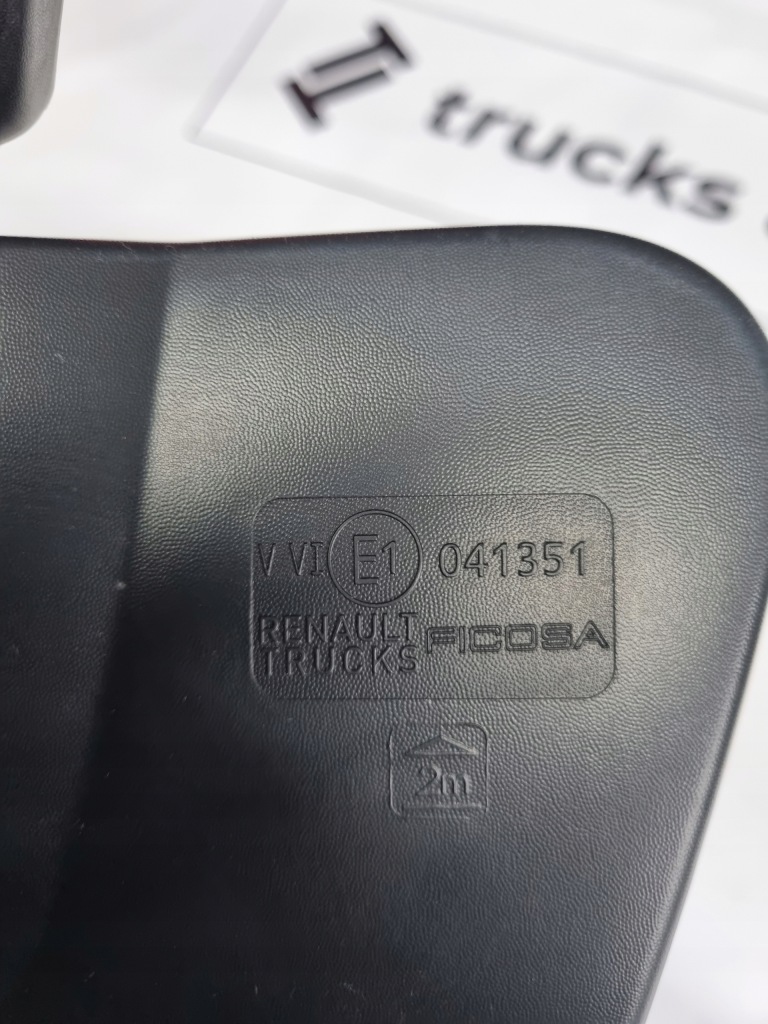 trucks
V VI E1 041351
RENAULT
TRUCKS
FICOSA
2m